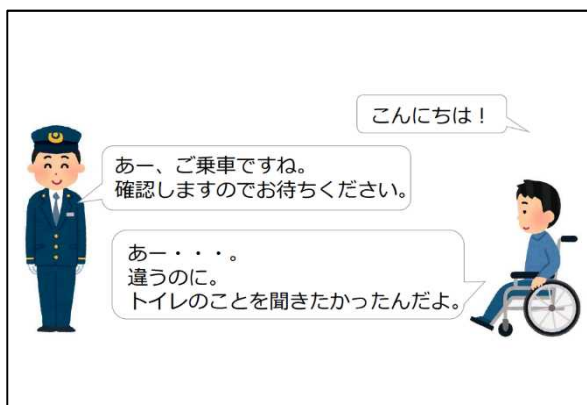 こんにちは！
あー、ご乗車ですね。
確認しますのでお待ちください。
あー・・・。
違うのに。
トイレのことを聞きたかったんだよ。